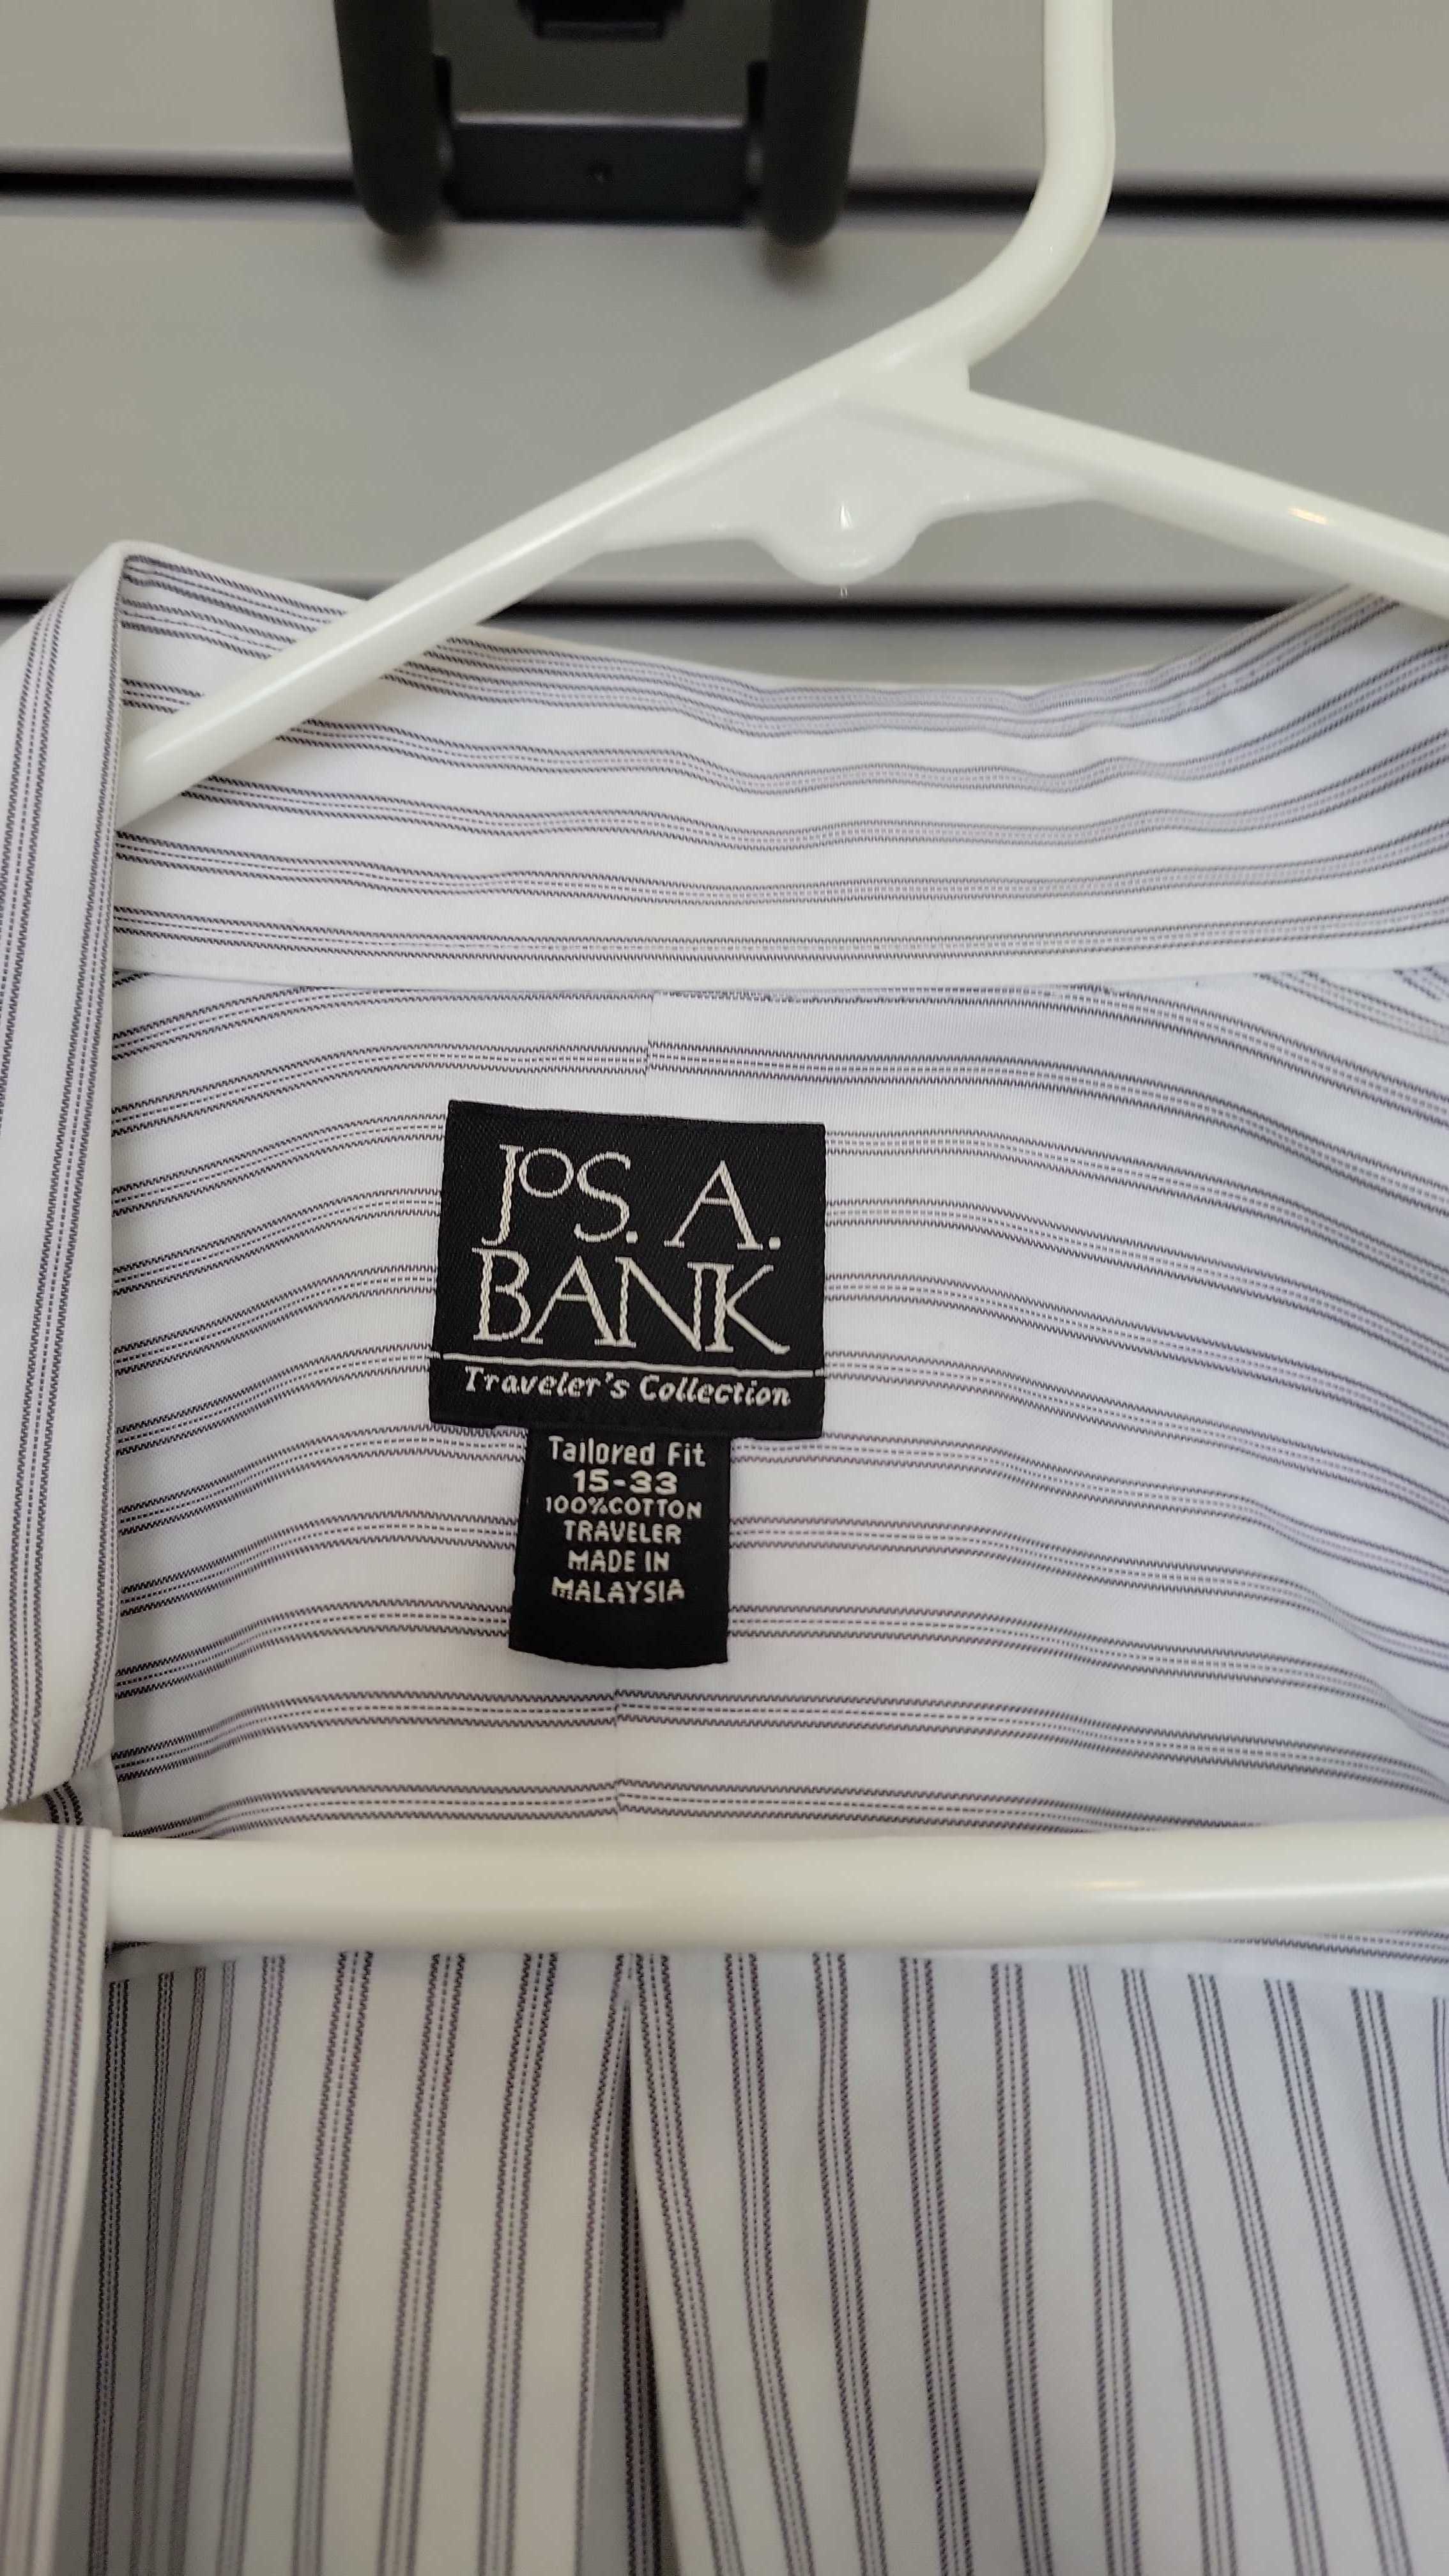 JOS. A.
BANK
Traveler's Collection
Tailored Fit
15-33
100%COTTON
TRAVELER
MADE IN
MALAYSIA